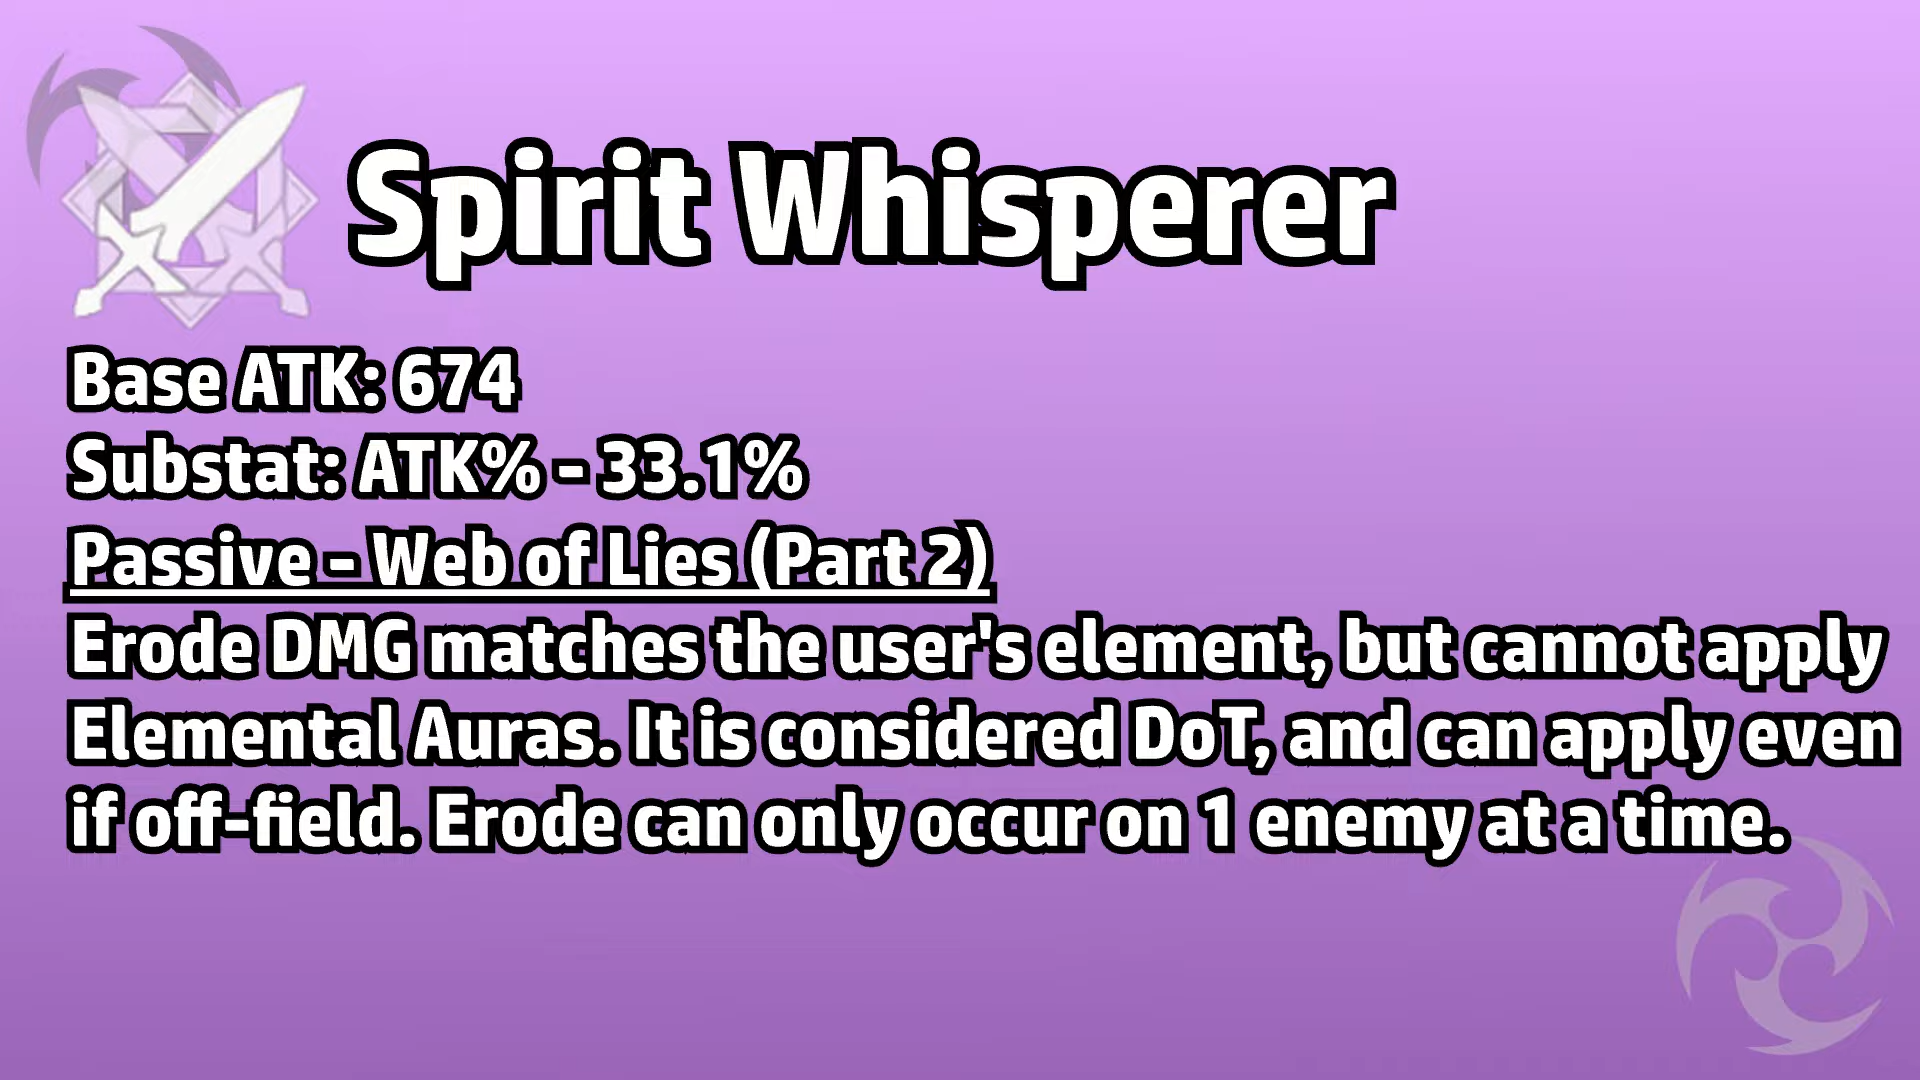 Spirit Whisperer
Base ATK: 674
Substat: ATK% - 33.1%
Passive - Web of Lies (Part 2)
Erode DMG matches the user's element, but cannot apply
Elemental Auras. It is considered DoT, and can apply even
if off-field. Erode can only occur on 1 enemy at a time.